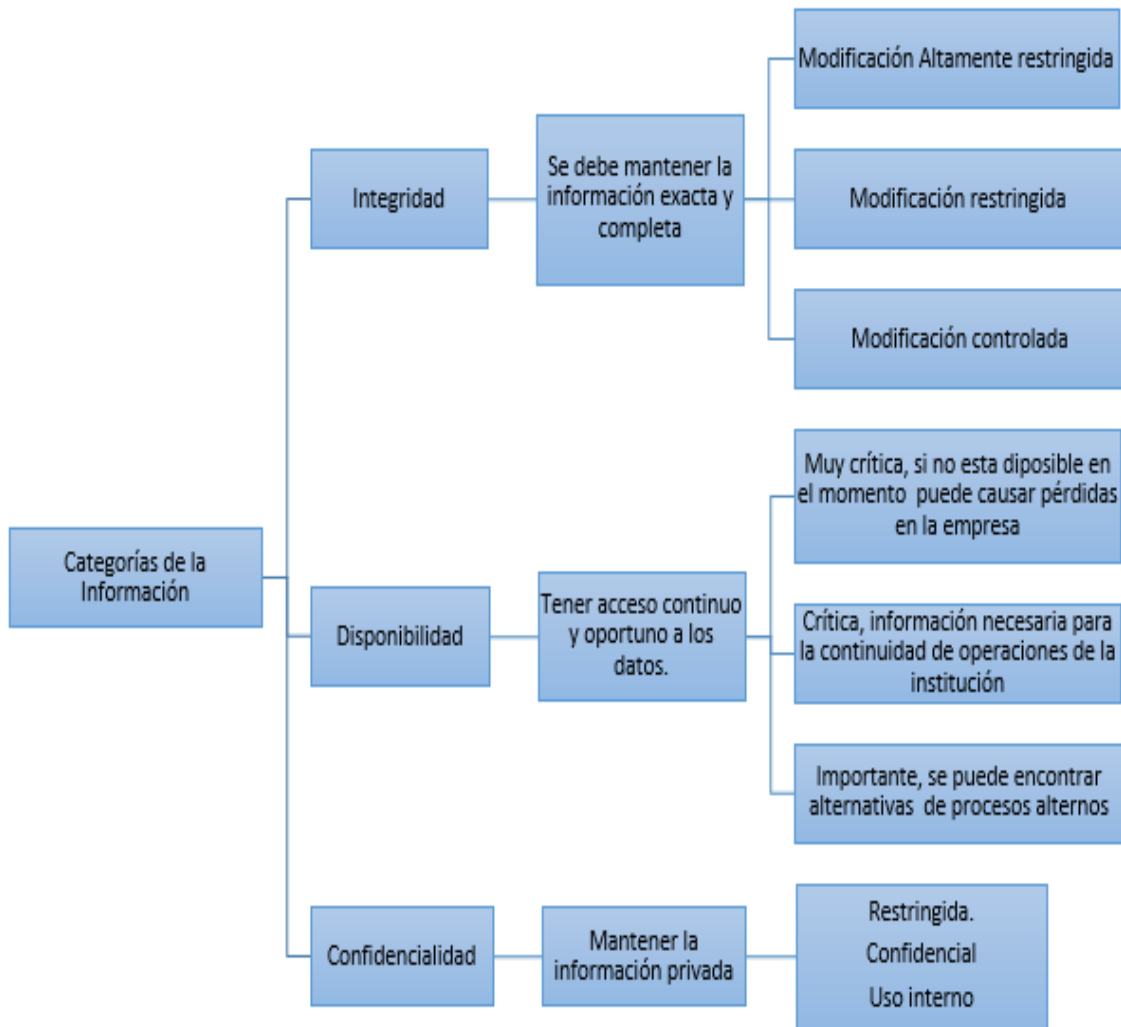 Categorías de la
Información
Integridad
Se debe mantener la
información exacta y
completa
Modificación Altamente restringida
Modificación restringida
Modificación controlada
Disponibilidad
Tener acceso continuo
y oportuno a los
datos.
Muy crítica, si no esta diposible en
el momento puede causar pérdidas
en la empresa
Crítica, información necesaria para
la continuidad de operaciones de la
institución
Importante, se puede encontrar
alternativas de procesos alternos
Confidencialidad
Mantener la
información privada
Restringida.
Confidencial
Uso interno